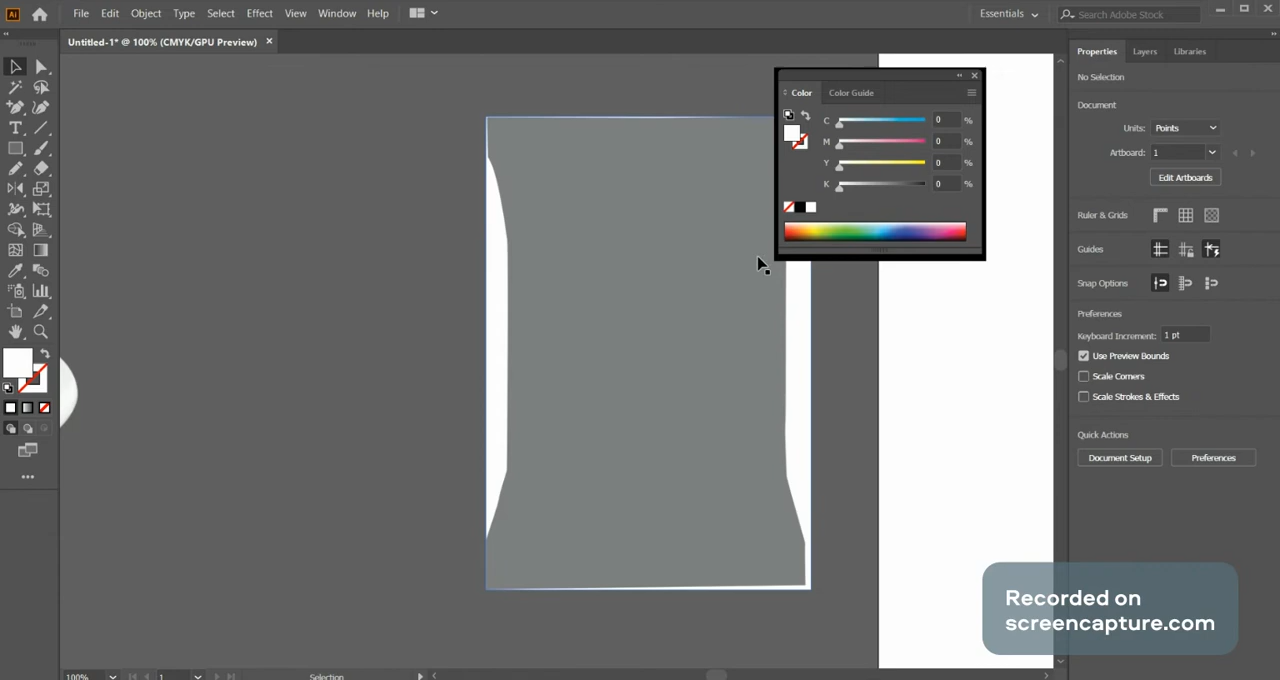 Ai
File Edit Object Type Select Effect View Window Help
Essentials
Search Adobe Stock
Untitled-1* @ 100% (CMYK/GPU Preview)
Properties Layers Libraries
No Selection
Document
Units: Points
Artboard: 1
Edit Artboards
Ruler & Grids
Guides
Snap Options
Preferences
Keyboard Increment: 1 pt
Use Preview Bounds
Scale Corners
Scale Strokes & Effects
Quick Actions
Document Setup Preferences
Color Color Guide
C 0 %
M 0 %
Y 0 %
K 0 %
Recorded on
screencapture.com
100% 1 Selection